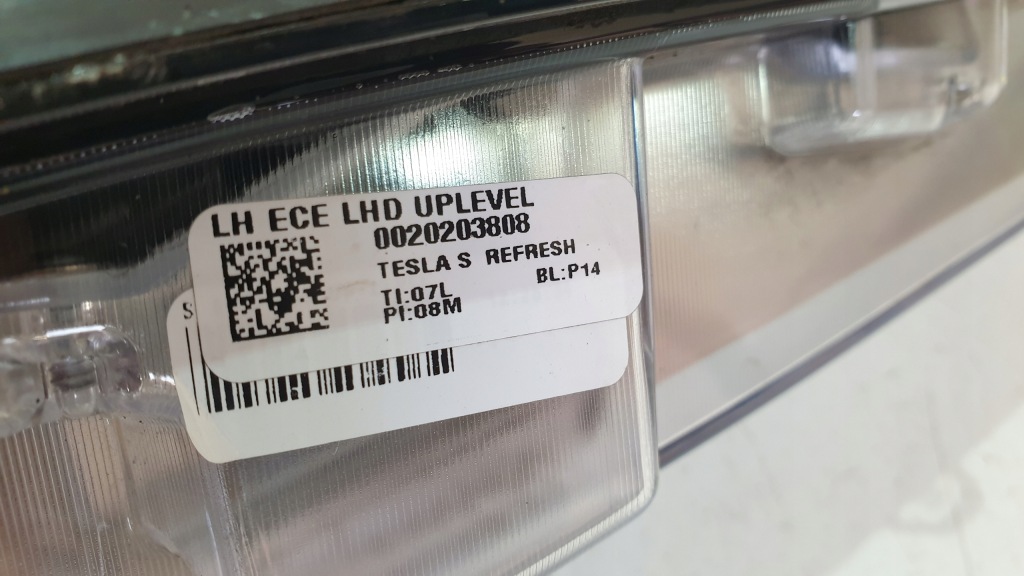 LH ECE LHD UPLEVEL
0020203808
TESLA S REFRESH
TI:07L BL:P14
PI:08M
S